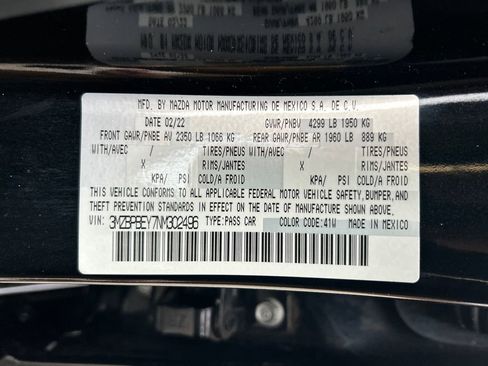 MFD. BY MAZDA MOTOR MANUFACTURING DE MEXICO S.A. DE C.V.
DATE 02/22 GVWR/PNBV 4299 LB 1950 KG
FRONT GAWR/PNBE AV 2350 LB 1066 KG REAR GAWR/PNBE AR 1960 LB 889 KG
WITH/AVEC / TIRES/PNEUS WITH/AVEC / TIRES/PNEUS
X RIMS/JANTES X RIMS/JANTES
KPA/ PSI COLD/A FROID KPA/ PSI COLD/A FROID
THIS VEHICLE CONFORMS TO ALL APPLICABLE FEDERAL MOTOR VEHICLE SAFETY, BUMPER, AND
THEFT PREVENTION STANDARDS IN EFFECT ON THE DATE OF MANUFACTURE SHOWN ABOVE.
VIN: 3MZBPBEY7NM302496 TYPE: PASS CAR COLOR CODE: 41W MADE IN MEXICO